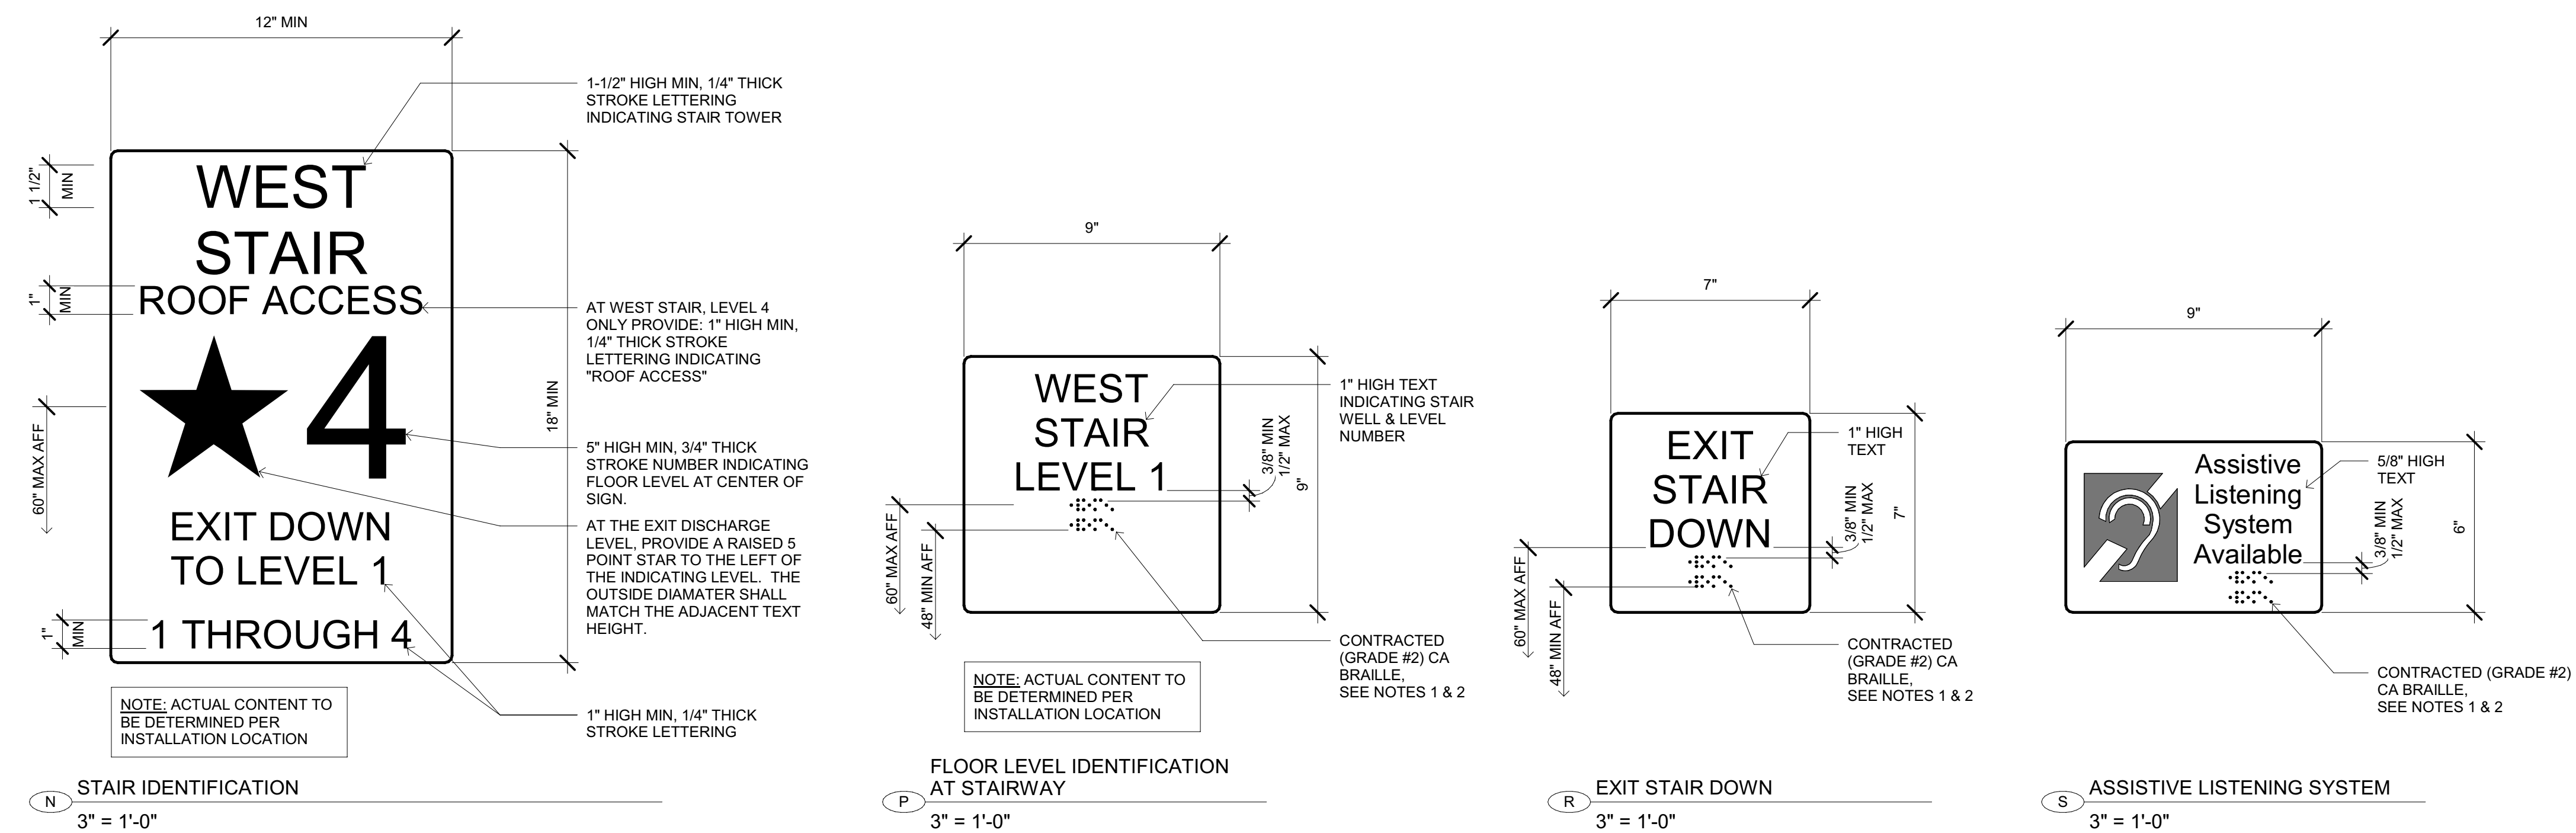 12" MIN
1-1/2" HIGH MIN, 1/4" THICK
STROKE LETTERING
INDICATING STAIR TOWER
1 1/2"
MIN
WEST
STAIR
1"
MIN
ROOF ACCESS
AT WEST STAIR, LEVEL 4
ONLY PROVIDE: 1" HIGH MIN,
1/4" THICK STROKE
LETTERING INDICATING
"ROOF ACCESS"
4
18" MIN
60" MAX AFF
5" HIGH MIN, 3/4" THICK
STROKE NUMBER INDICATING
FLOOR LEVEL AT CENTER OF
SIGN.
AT THE EXIT DISCHARGE
LEVEL, PROVIDE A RAISED 5
POINT STAR TO THE LEFT OF
THE INDICATING LEVEL. THE
OUTSIDE DIAMATER SHALL
MATCH THE ADJACENT TEXT
HEIGHT.
EXIT DOWN
TO LEVEL 1
1"
MIN
1 THROUGH 4
1" HIGH MIN, 1/4" THICK
STROKE LETTERING
NOTE: ACTUAL CONTENT TO
BE DETERMINED PER
INSTALLATION LOCATION
N
STAIR IDENTIFICATION
3" = 1'-0"
9"
WEST
STAIR
LEVEL 1
1" HIGH TEXT
INDICATING STAIR
WELL & LEVEL
NUMBER
3/8" MIN
1/2" MAX
9"
60" MAX AFF
48" MIN AFF
CONTRACTED
(GRADE #2) CA
BRAILLE,
SEE NOTES 1 & 2
NOTE: ACTUAL CONTENT TO
BE DETERMINED PER
INSTALLATION LOCATION
P
FLOOR LEVEL IDENTIFICATION
AT STAIRWAY
3" = 1'-0"
7"
EXIT
STAIR
DOWN
1" HIGH
TEXT
3/8" MIN
1/2" MAX
7"
60" MAX AFF
48" MIN AFF
CONTRACTED
(GRADE #2) CA
BRAILLE,
SEE NOTES 1 & 2
R
EXIT STAIR DOWN
3" = 1'-0"
9"
Assistive
Listening
System
Available
5/8" HIGH
TEXT
3/8" MIN
1/2" MAX
6"
CONTRACTED (GRADE #2)
CA BRAILLE,
SEE NOTES 1 & 2
S
ASSISTIVE LISTENING SYSTEM
3" = 1'-0"